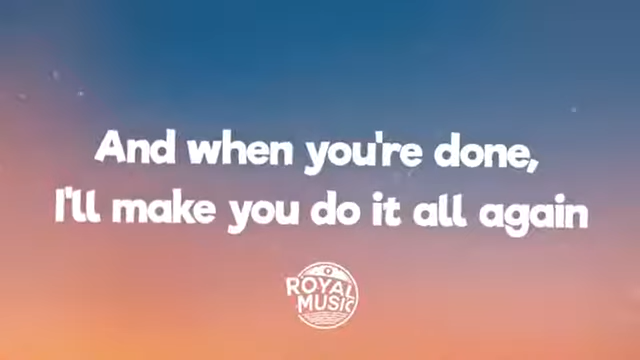 And when you're done,
I'll make you do it all again
ROYAL
MUSIC